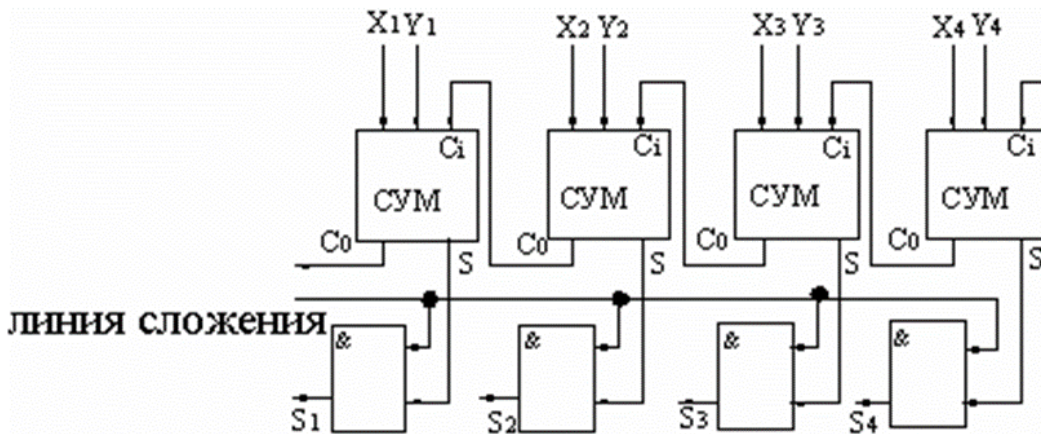 X1 Y1 X2 Y2 X3 Y3 X4 Y4
Ci Ci Ci Ci
СУМ СУМ СУМ СУМ
C0 S C0 S C0 S C0 S
линия сложения
& & & &
S1 S2 S3 S4